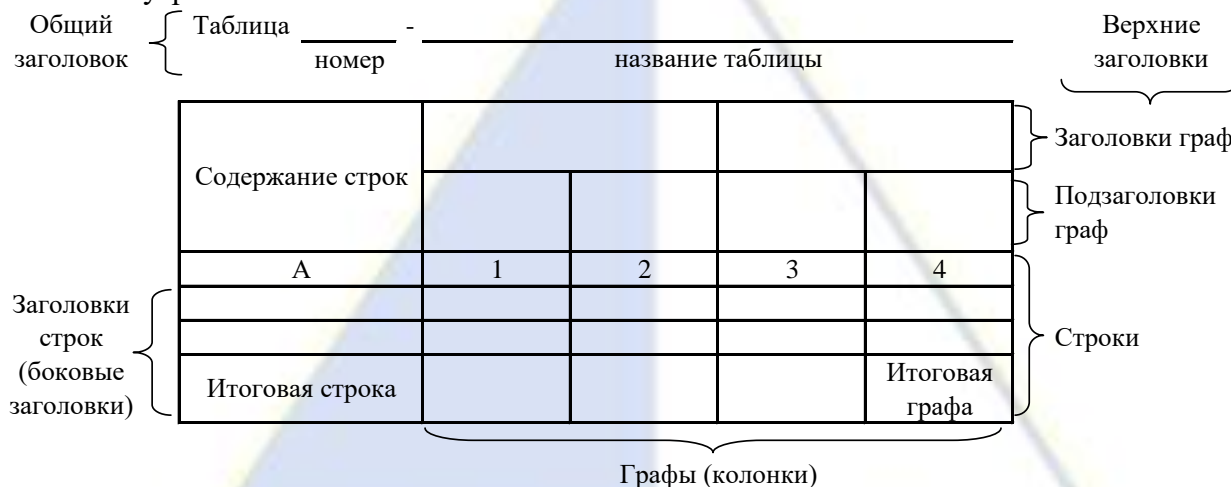 Общий
заголовок
Таблица -
номер
название таблицы
Верхние
заголовки
Заголовки граф
Содержание строк
Подзаголовки
граф
А 1 2 3 4
Заголовки
строк
(боковые
заголовки)
Строки
Итоговая строка
Итоговая
графа
Графы (колонки)